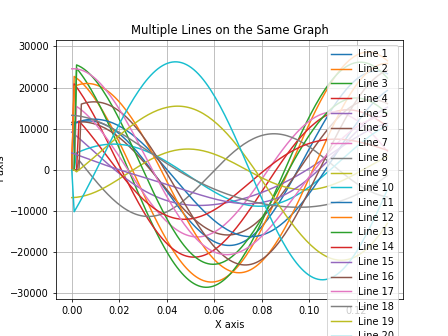 Multiple Lines on the Same Graph
30000
20000
10000
0
−10000
−20000
−30000
0.00
0.02
0.04
0.06
0.08
0.10
X axis
Line 1
Line 2
Line 3
Line 4
Line 5
Line 6
Line 7
Line 8
Line 9
Line 10
Line 11
Line 12
Line 13
Line 14
Line 15
Line 16
Line 17
Line 18
Line 19
Line 20